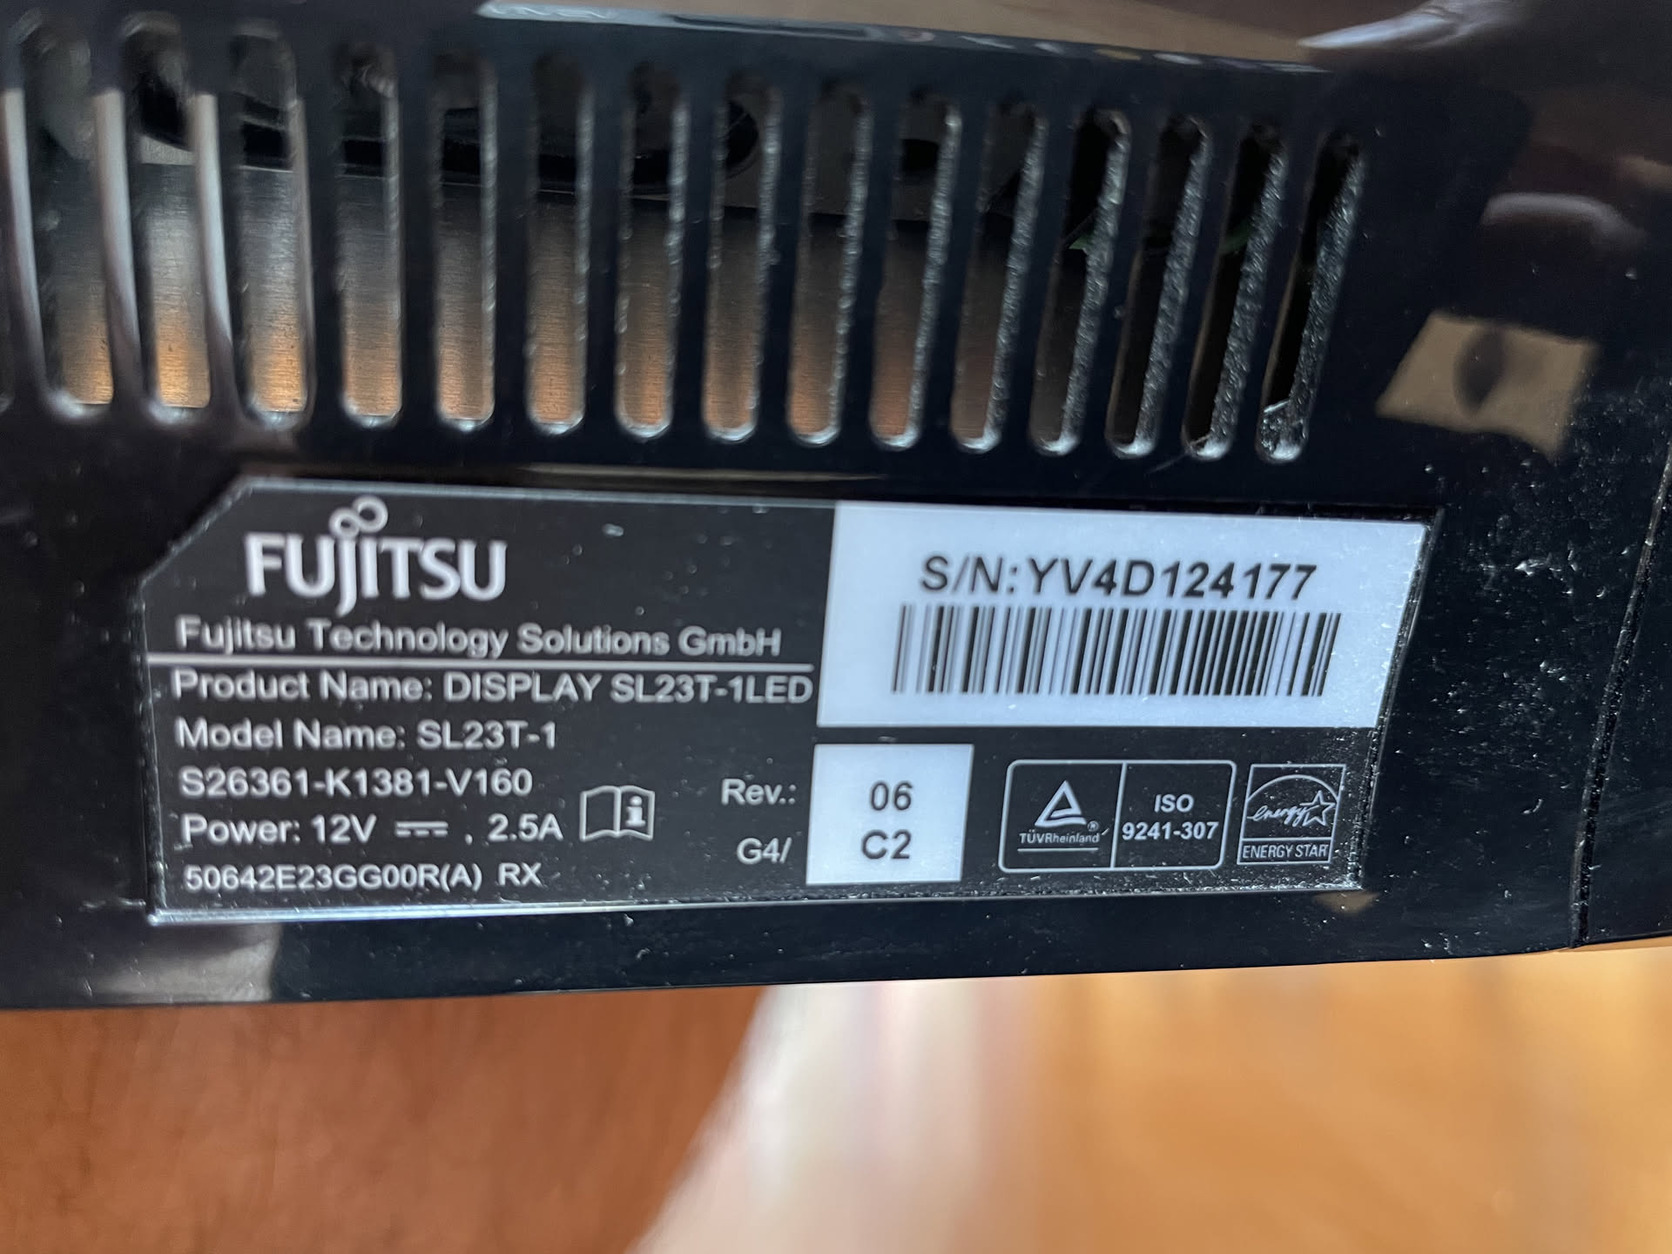 FUJITSU
Fujitsu Technology Solutions GmbH
Product Name: DISPLAY SL23T-1LED
Model Name: SL23T-1
S26361-K1381-V160
Power: 12V ⎓ , 2.5A
50642E23GG00R(A) RX
S/N:YV4D124177
Rev.: 06
G4/ C2
TÜVRheinland®
ISO
9241-307
energy
ENERGY STAR